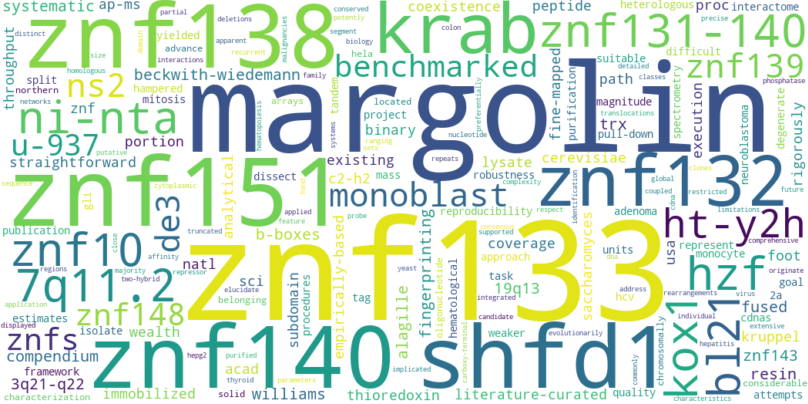 systematic partial deletions conserved ap-ms coexistence peptide heterologous proc interactome
yielded domain apparent potently precise difficult
throughput znf138 recurrent krab znf131-140
advance size interactions malignancies segment biology colon suitable znf139
homologous beckwith-wiedemann family hela benchmarked fine-mapped path classes detailed
split northern ns2 hampered arrays tandem located project purification magnitude phosphatase
networks znf mitosis systems ranging sets binary margolin translocations trx spectrometry execution degenerate
ni-nta hematopoiesis preferentially nucleotide pull-down neuroblastoma rigorously
u-937 portion repeats
straightforward putative existing lysate cerevisiae
sequence cytoplasmic dissect c2-h2 mass robustness global clones
znf151 gli analytical monoblast complexity znf132 coupled restricted cdna future
truncated applied feature reproducibility respect identification address limitations
publication close b-boxes probe supported adenoma ht-y2h
znf10 de3 regions majority affinity repressor fingerprinting coverage units usa represent comprehensive
natl sci empirically-based oligonucleotide hematological approach task saccharomyces monocyte foot
7q11.2 two-hybrid elucidate yeast znf133 19q13 hcv hzf originate goal
application belonging subdomain procedures tag integrated dna virus 2a
estimates znf148 candidate rearrangements individual fused
isolate alagille weaker cdnas extensive
znfs displayed wealth hepg2 znf140 shfd1 evolutionarily chromosomally kox1 bl21 hepatitis kruppel
compendium purified acad carboxy-terminal commonly znf143
framework thyroid parameters implicated resin
3q21-q22 immobilized solid williams thioredoxin literature-curated quality considerable
characterization characteristics attempts